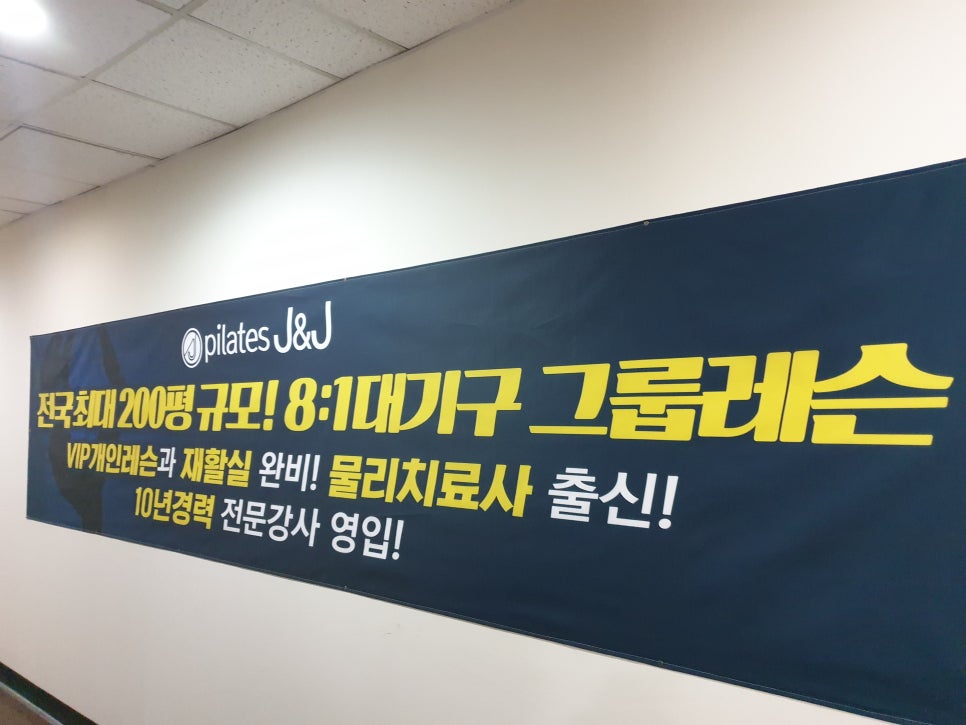 pilates J&J
전국 최대 200평 규모! 8:1대기구 그룹레슨
VIP개인레슨과 재활실 완비! 물리치료사 출신!
10년경력 전문강사 영입!